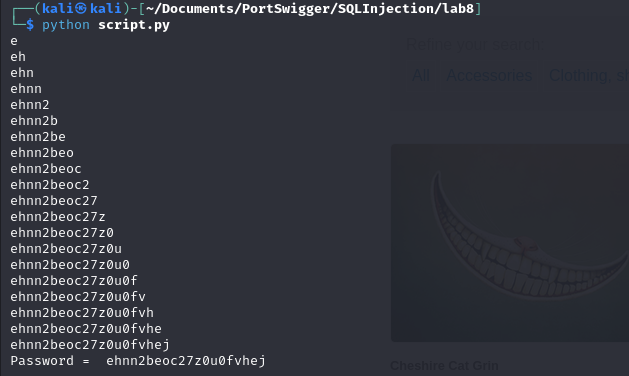 ┌──(kali㉿kali)-[~/Documents/PortSwigger/SQLInjection/lab8]
└─$ python script.py
e
eh
ehn
ehnn
ehnn2
ehnn2b
ehnn2be
ehnn2beo
ehnn2beoc
ehnn2beoc2
ehnn2beoc27
ehnn2beoc27z
ehnn2beoc27z0
ehnn2beoc27z0u
ehnn2beoc27z0u0
ehnn2beoc27z0u0f
ehnn2beoc27z0u0fv
ehnn2beoc27z0u0fvh
ehnn2beoc27z0u0fvhe
ehnn2beoc27z0u0fvhej
Password =  ehnn2beoc27z0u0fvhej
Refine your search:
All Accessories Clothing, s
Cheshire Cat Grin